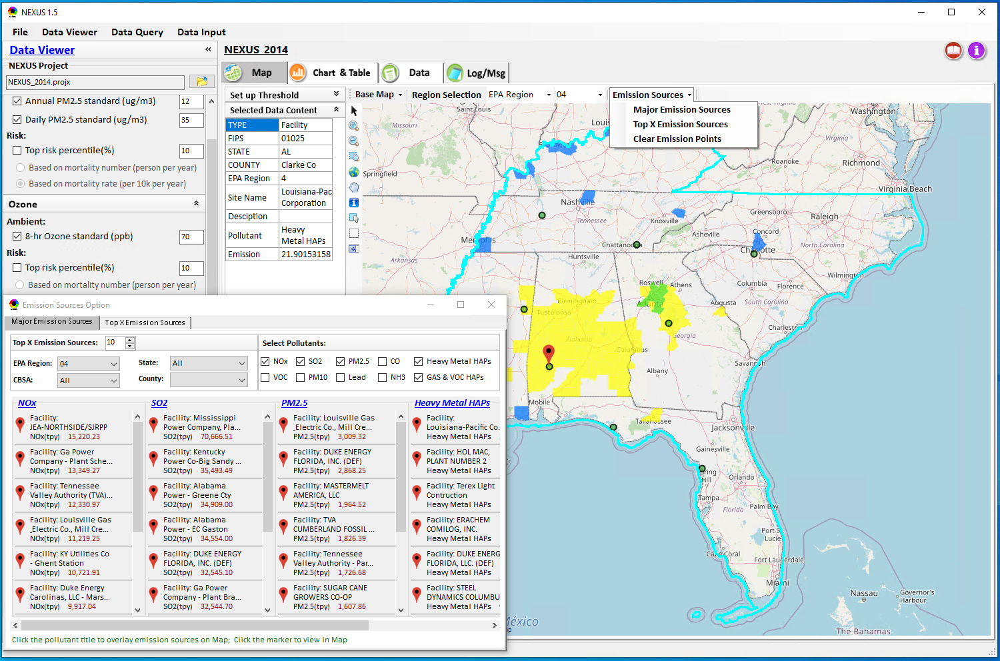 NEXUS 1.5
File Data Viewer Data Query Data Input
Data Viewer «
NEXUS Project
NEXUS_2014.projx
Annual PM2.5 standard (ug/m3) 12
Daily PM2.5 standard (ug/m3) 35
Risk:
Top risk percentile(%) 10
Based on mortality number (person per year)
Based on mortality rate (per 10k per year)
Ozone
Ambient:
8-hr Ozone standard (ppb) 70
Risk:
Top risk percentile(%) 10
Based on mortality number (person per year)
NEXUS_2014
Map Chart & Table Data Log/Msg
Set up Threshold
Selected Data Content
TYPE Facility
FIPS 01025
STATE AL
COUNTY Clarke Co
EPA Region 4
Site Name Louisiana-Pac
Corporation
Desciption
Pollutant Heavy
Metal HAPs
Emission 21.90153158
Base Map Region Selection EPA Region 04 Emission Sources
Major Emission Sources
Top X Emission Sources
Clear Emission Points
Saint Louis
Missouri
Springfield
Louis
Washington
Virginia
Roanoke
Richmond
Virginia Beach
Nashville
Tennessee
Knoxville
Greensboro
Raleigh
Asheville
Concord
Charlotte
North Carolina
Memphis
Chattanooga
Arkansas
Huntsville
Wilmington
Columbia
Florence
South Carolina
Roswell
Athens
Atlanta
Augusta
Birmingham
Tuscaloosa
Alabama
Georgia
Columbus
Charleston
Savannah
Albany
Mobile
Tallahassee
Jacksonville
Gainesville
Spring
Hill
Orlando
Tampa
Florida
Palm Bay
Port S
Lucie
Cape Coral
Fort Lauderdale
Miami
Nassau
Governor's
Harbour
The Bahamas
México
Emission Sources Option
Major Emission Sources Top X Emission Sources
Top X Emission Sources: 10
EPA Region: 04 State: All
CBSA: All County:
Select Pollutants:
NOx SO2 PM2.5 CO Heavy Metal HAPs
VOC PM10 Lead NH3 GAS & VOC HAPs
NOx
Facility:
JEA-NORTHSIDE/SJRPP
NOx(tpy) 15,220.23
Facility: Ga Power
Company - Plant Sche...
NOx(tpy) 13,349.27
Facility: Tennessee
Valley Authority (TVA)...
NOx(tpy) 12,330.97
Facility: Louisville Gas
_Electric Co., Mill Cre...
NOx(tpy) 11,219.25
Facility: KY Utilities Co
- Ghent Station
NOx(tpy) 10,721.91
Facility: Duke Energy
Carolinas, LLC - Mars...
NOx(tpy) 9,917.04
SO2
Facility: Mississippi
Power Company, Pla...
SO2(tpy) 70,666.51
Facility: Kentucky
Power Co-Big Sandy ...
SO2(tpy) 35,493.49
Facility: Alabama
Power - Greene Cty
SO2(tpy) 34,909.00
Facility: Alabama
Power - EC Gaston
SO2(tpy) 34,554.00
Facility: DUKE ENERGY
FLORIDA, INC. (DEF)
SO2(tpy) 32,545.10
Facility: Ga Power
Company - Plant Bra...
SO2(tpy) 32,544.70
PM2.5
Facility: Louisville Gas
_Electric Co., Mill Cre...
PM2.5(tpy) 3,009.32
Facility: DUKE ENERGY
FLORIDA, INC. (DEF)
PM2.5(tpy) 2,868.25
Facility: MASTERMELT
AMERICA, LLC
PM2.5(tpy) 1,964.52
Facility: TVA
CUMBERLAND FOSSIL ...
PM2.5(tpy) 1,826.39
Facility: Tennessee
Valley Authority - Par...
PM2.5(tpy) 1,726.68
Facility: SUGAR CANE
GROWERS CO-OP
PM2.5(tpy) 1,607.86
Heavy Metal HAPs
Facility:
Louisiana-Pacific Co.
Heavy Metal HAPs
Facility: HOL MAC,
PLANT NUMBER 2
Heavy Metal HAPs
Facility: Terex Light
Contruction
Heavy Metal HAPs
Facility: ERACHEM
COMILOG, INC.
Heavy Metal HAPs
Facility: DUKE ENERG
FLORIDA, LLC. (DEF)
Heavy Metal HAPs
Facility: STEEL
DYNAMICS COLUMBU
Heavy Metal HAPs
Click the pollutant title to overlay emission sources on Map; Click the marker to view in Map